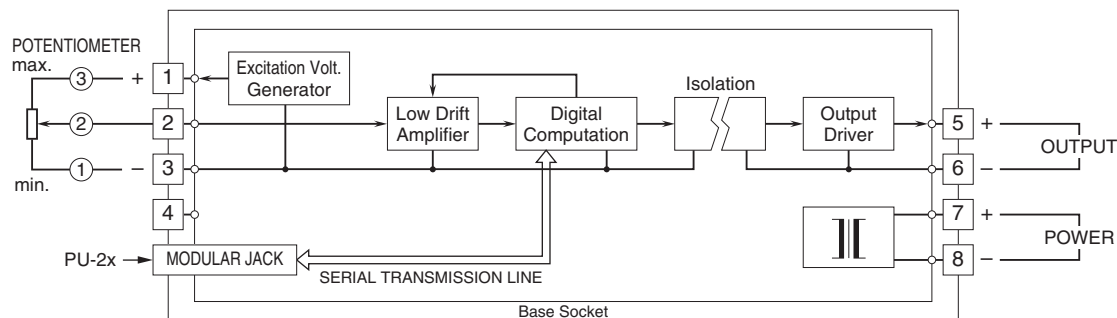 POTENTIOMETER
max.
3 +
2
1 −
min.
1
2
3
4
Excitation Volt.
Generator
Low Drift
Amplifier
Digital
Computation
Isolation
Output
Driver
5 +
6 −
OUTPUT
7 +
8 −
POWER
PU-2x
MODULAR JACK
SERIAL TRANSMISSION LINE
Base Socket